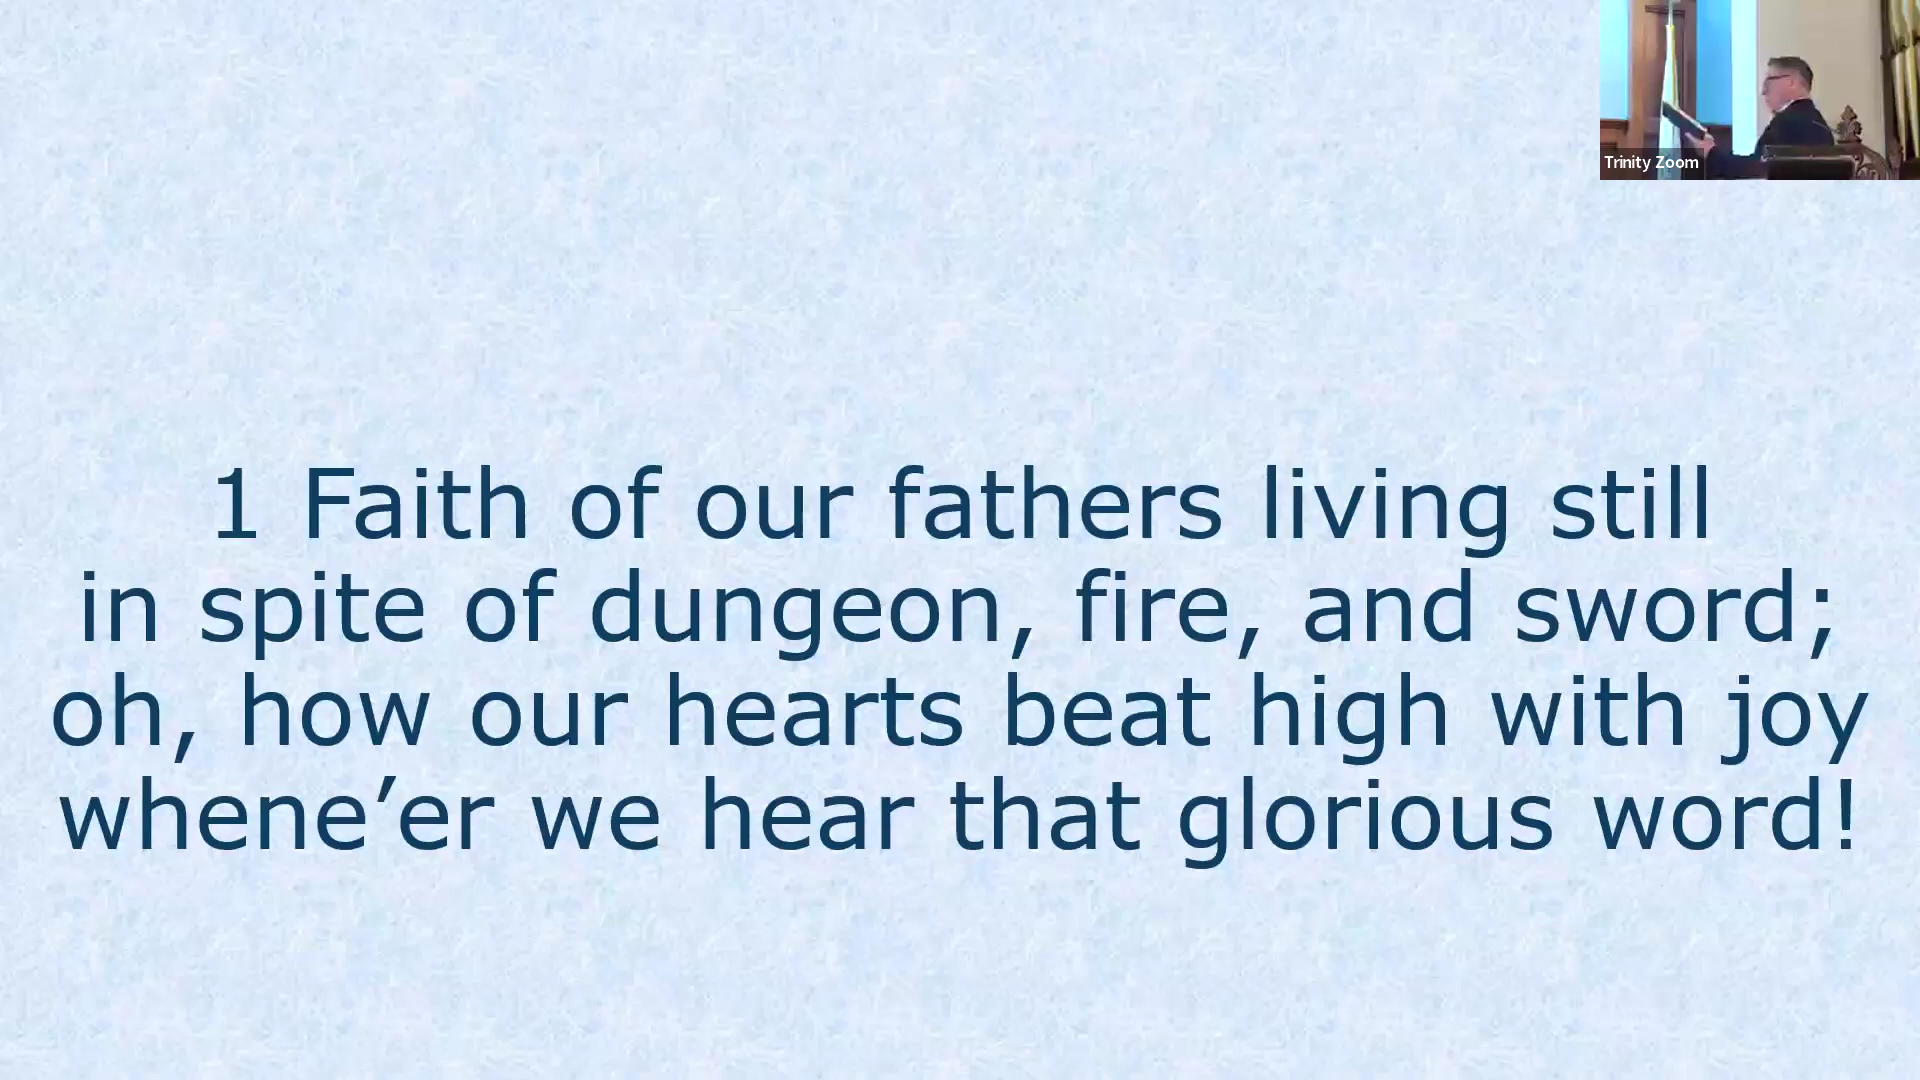 Trinity Zoom
1 Faith of our fathers living still
in spite of dungeon, fire, and sword;
oh, how our hearts beat high with joy
whene’er we hear that glorious word!